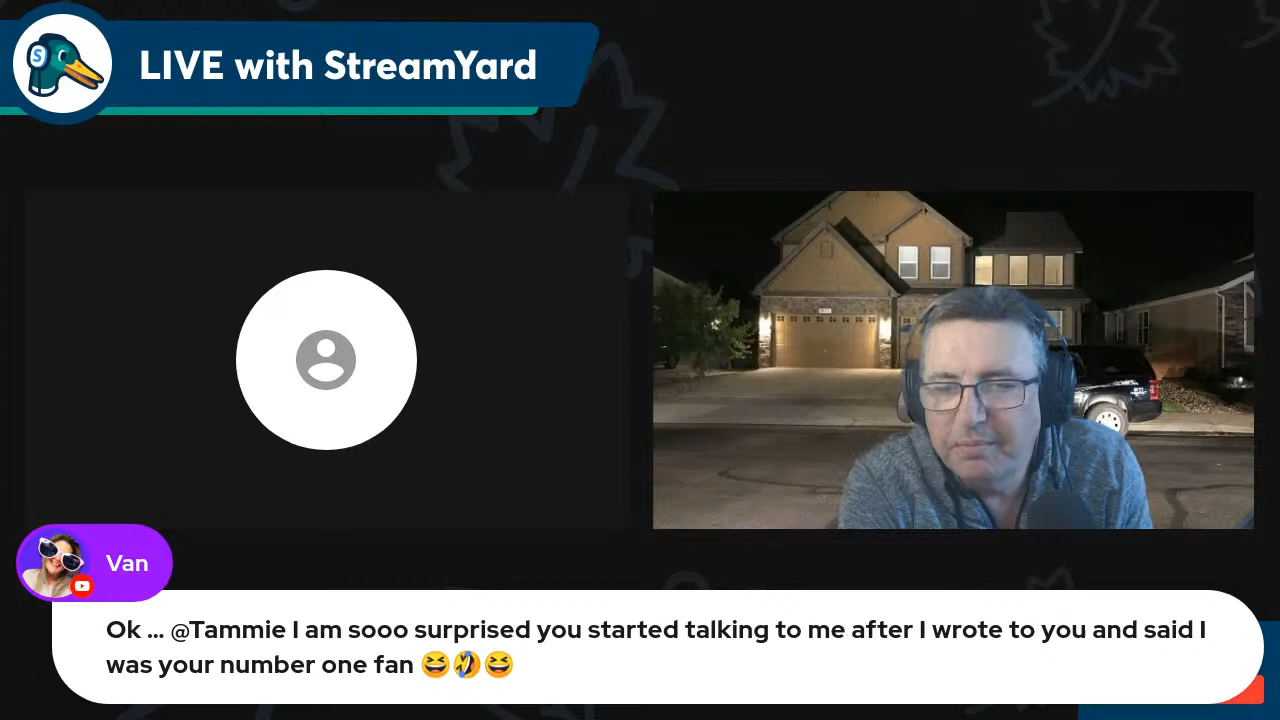 LIVE with StreamYard
S
Van
Ok ... @Tammie I am sooo surprised you started talking to me after I wrote to you and said I
was your number one fan 😆🤣😆